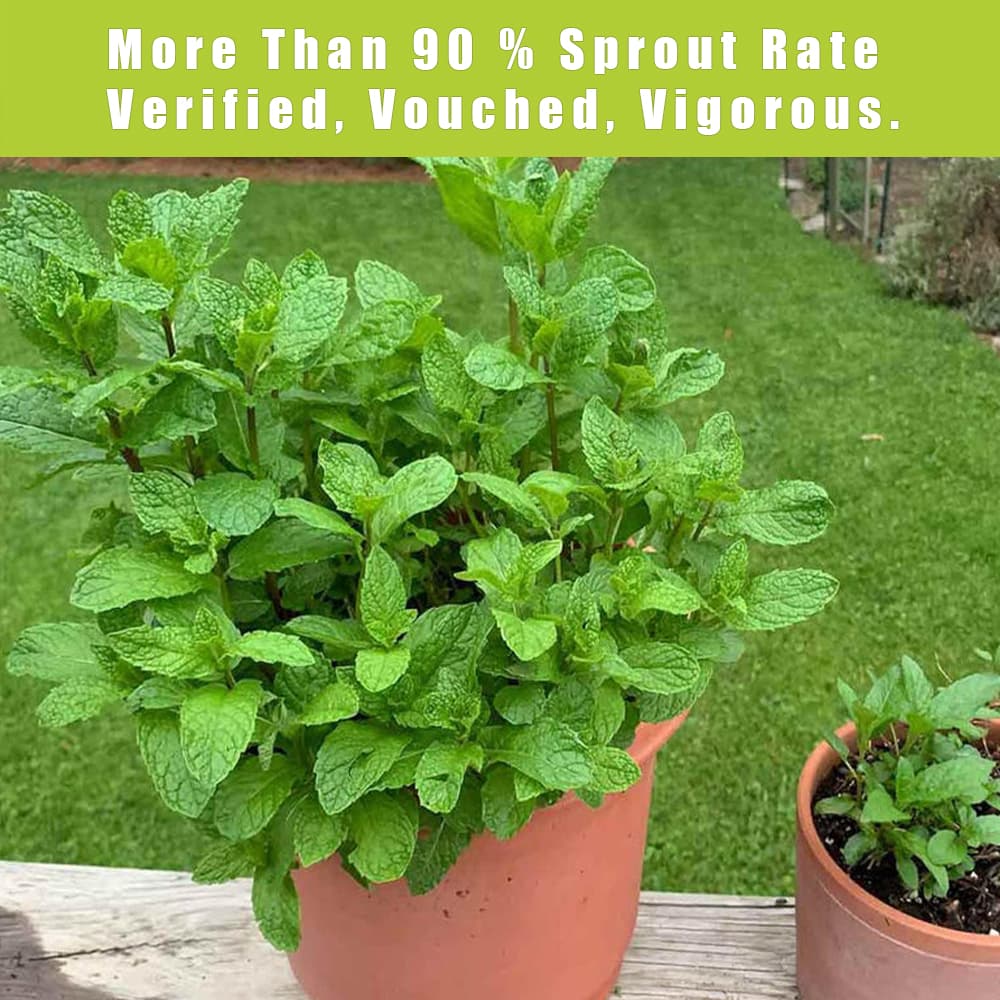 More Than 90 % Sprout Rate
Verified, Vouched, Vigorous.